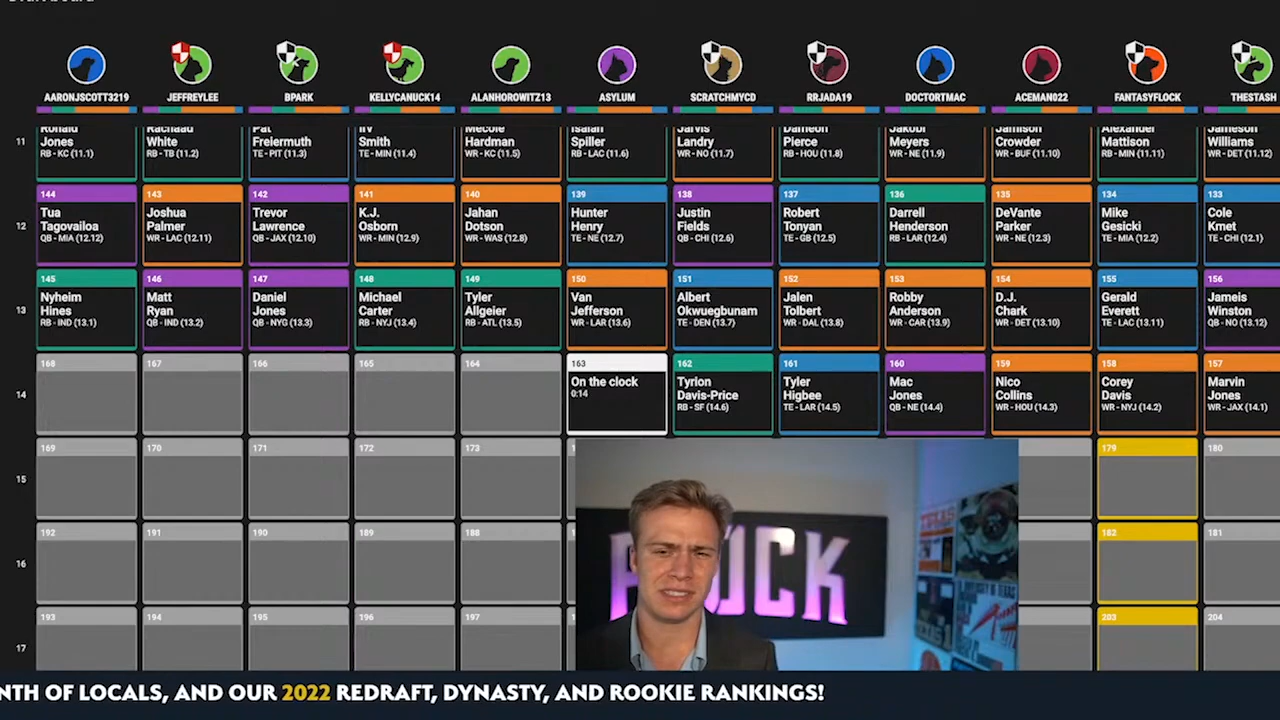 AARONJSCOTT3219 JEFFREYLEE BPARK KELLYCANUCK14 ALANHOROWITZ13 ASYLUM SCRATCHMYCD RRJADA19 DOCTORTMAC ACEMAN022 FANTASYFLOCK THESTASH
11
Ronald Rachaad Pat Irv Mecole Isaiah Jarvis Dameon Jakobi Jamison Alexander Jameson
Jones White Freiermuth Smith Hardman Spiller Landry Pierce Meyers Crowder Mattison Williams
RB - KC (11.1) RB - TB (11.2) TE - PIT (11.3) TE - MIN (11.4) WR - KC (11.5) RB - LAC (11.6) WR - NO (11.7) RB - HOU (11.8) WR - NE (11.9) WR - BUF (11.10) RB - MIN (11.11) WR - DET (11.12)
144 143 142 141 140 139 138 137 136 135 134 133
12
Tua Joshua Trevor K.J. Jahan Hunter Justin Robert Darrell DeVante Mike Cole
Tagovailoa Palmer Lawrence Osborn Dotson Henry Fields Tonyan Henderson Parker Gesicki Kmet
QB - MIA (12.12) WR - LAC (12.11) QB - JAX (12.10) WR - MIN (12.9) WR - WAS (12.8) TE - NE (12.7) QB - CHI (12.6) TE - GB (12.5) RB - LAR (12.4) WR - NE (12.3) TE - MIA (12.2) TE - CHI (12.1)
145 146 147 148 149 150 151 152 153 154 155 156
13
Nyheim Matt Daniel Michael Tyler Van Albert Jalen Robby D.J. Gerald Jameis
Hines Ryan Jones Carter Allgeier Jefferson Okwuegbunam Tolbert Anderson Chark Everett Winston
RB - IND (13.1) QB - IND (13.2) QB - NYG (13.3) RB - NYJ (13.4) RB - ATL (13.5) WR - LAR (13.6) TE - DEN (13.7) WR - DAL (13.8) WR - CAR (13.9) WR - DET (13.10) TE - LAC (13.11) QB - NO (13.12)
168 167 166 165 164 163 162 161 160 159 158 157
14
On the clock Tyrion Tyler Mac Nico Corey Marvin
0:14 Davis-Price Higbee Jones Collins Davis Jones
RB - SF (14.6) TE - LAR (14.5) QB - NE (14.4) WR - HOU (14.3) WR - NYJ (14.2) WR - JAX (14.1)
169 170 171 172 173 179 180
15
192 191 190 189 188 182 181
16
193 194 195 196 197 203 204
17
NTH OF LOCALS, AND OUR 2022 REDRAFT, DYNASTY, AND ROOKIE RANKINGS!